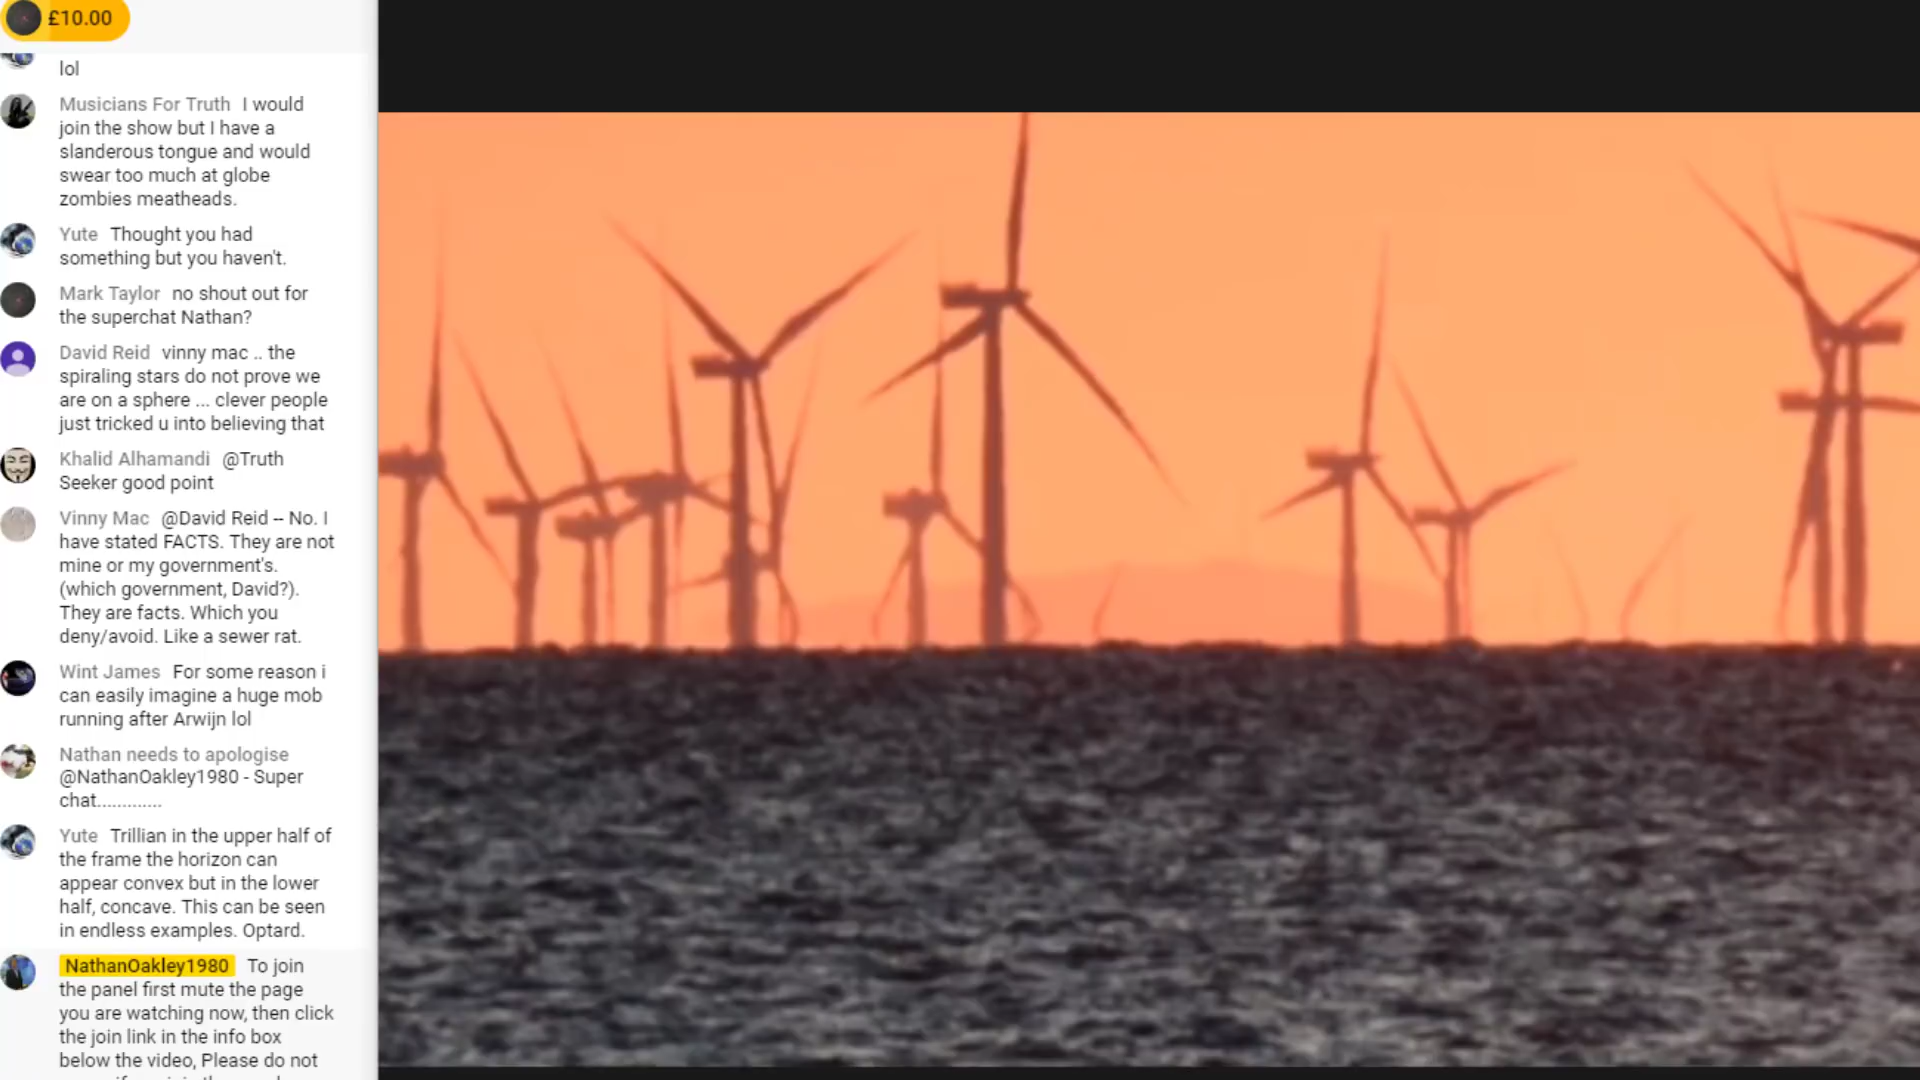 £10.00
lol
Musicians For Truth I would
join the show but I have a
slanderous tongue and would
swear too much at globe
zombies meatheads.
Yute Thought you had
something but you haven't.
Mark Taylor no shout out for
the superchat Nathan?
David Reid vinny mac .. the
spiraling stars do not prove we
are on a sphere ... clever people
just tricked u into believing that
Khalid Alhamandi @Truth
Seeker good point
Vinny Mac @David Reid -- No. I
have stated FACTS. They are not
mine or my government's.
(which government, David?).
They are facts. Which you
deny/avoid. Like a sewer rat.
Wint James For some reason i
can easily imagine a huge mob
running after Arwijn lol
Nathan needs to apologise
@NathanOakley1980 - Super
chat.............
Yute Trillian in the upper half of
the frame the horizon can
appear convex but in the lower
half, concave. This can be seen
in endless examples. Optard.
NathanOakley1980 To join
the panel first mute the page
you are watching now, then click
the join link in the info box
below the video, Please do not